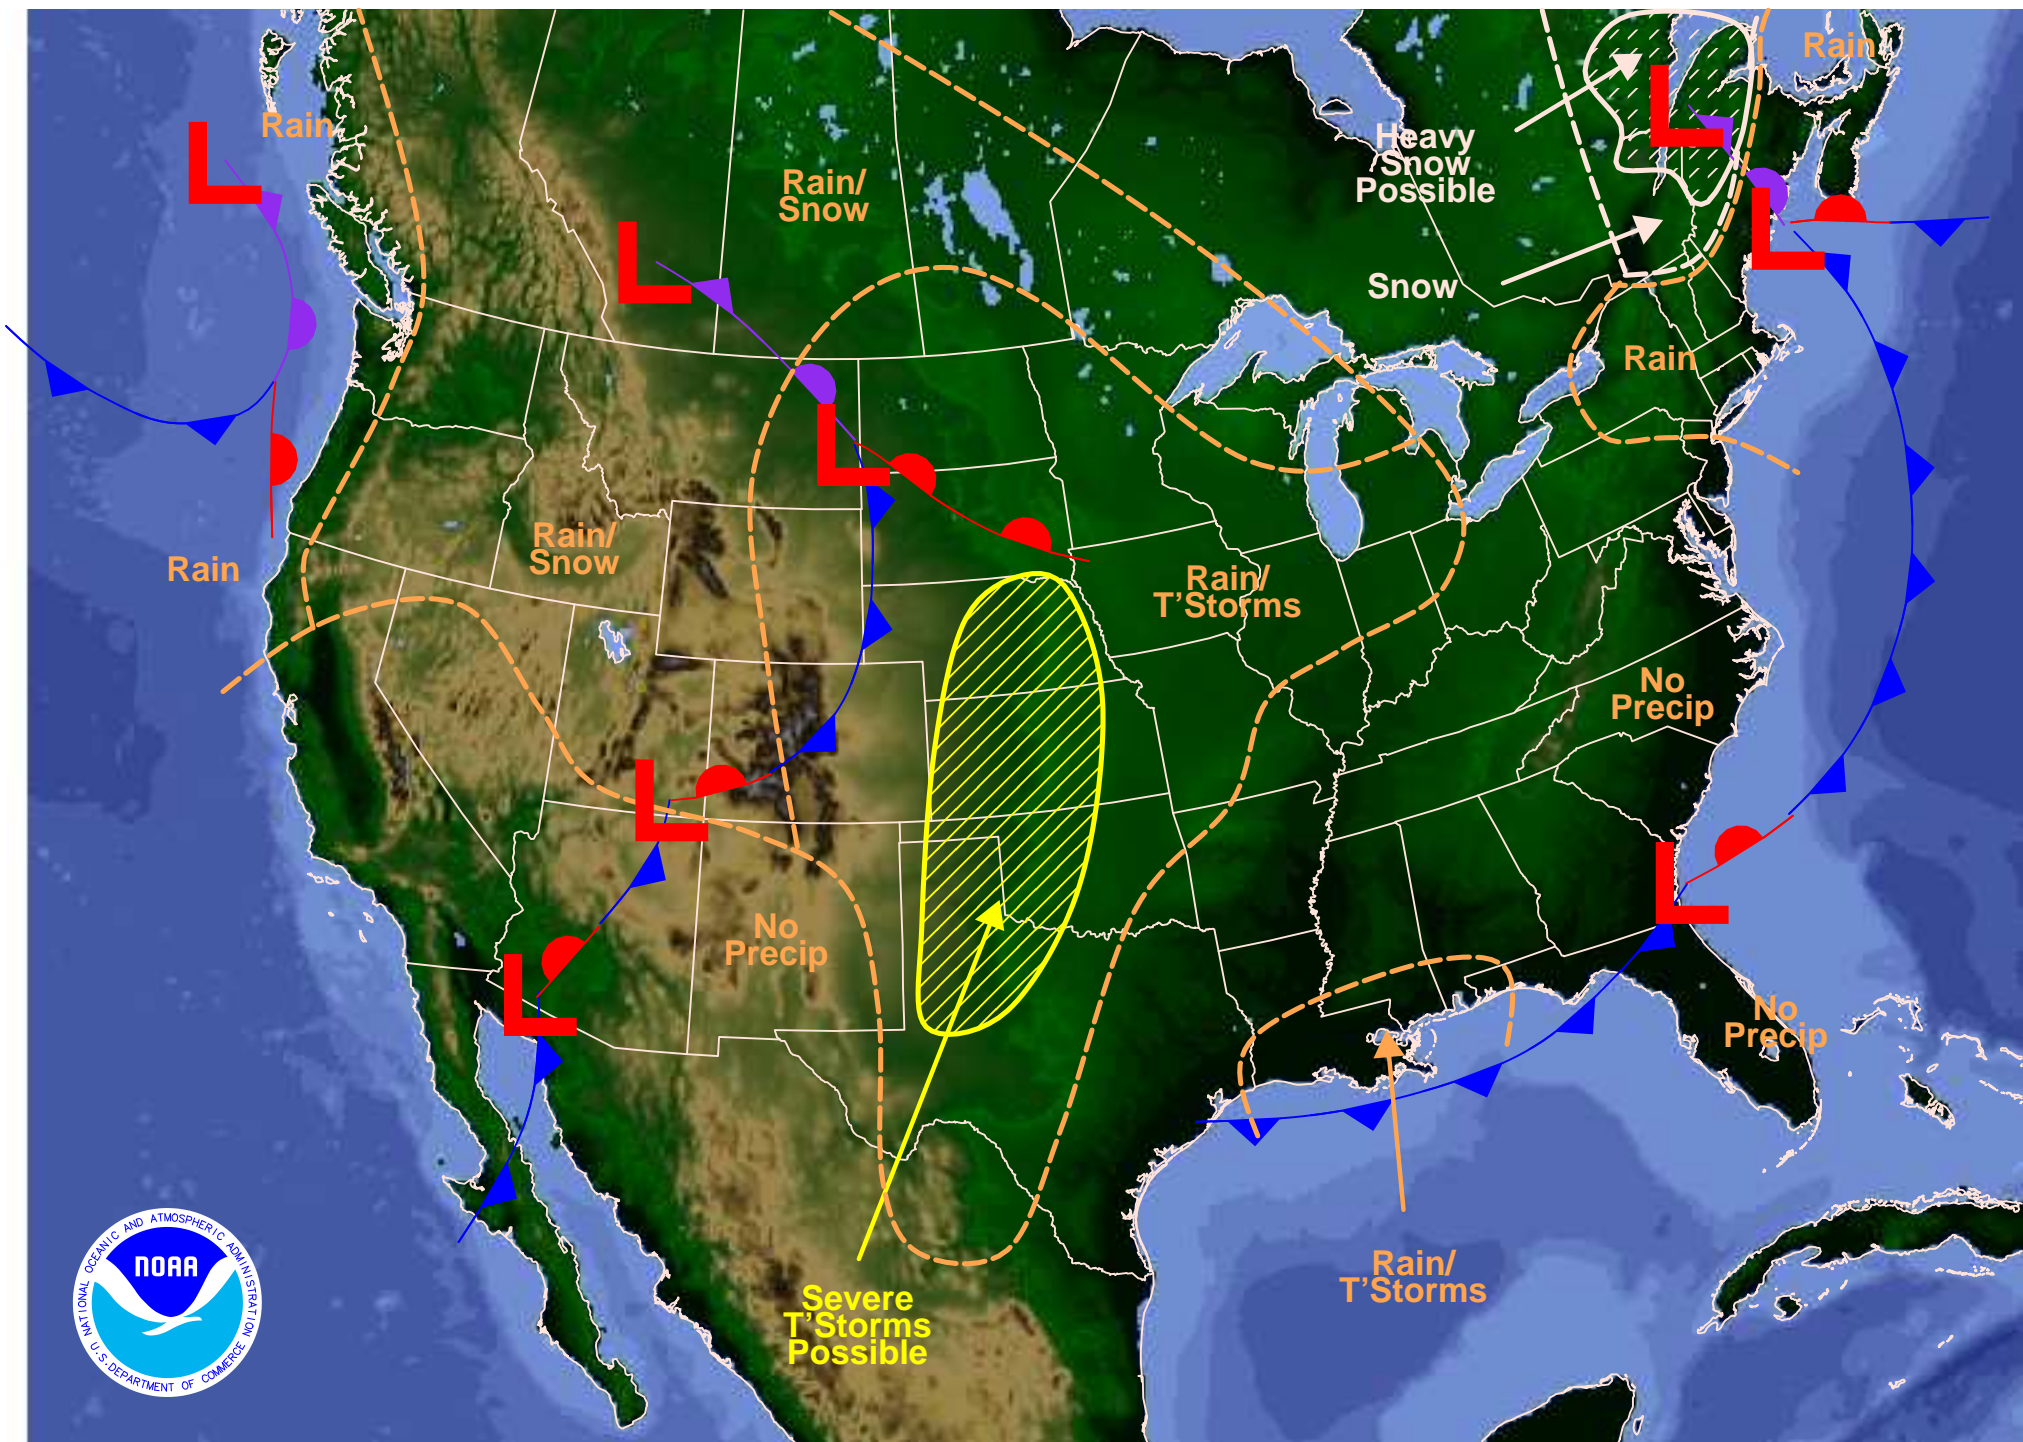 Rain
Rain
Heavy
Snow
Possible
Rain/
Snow
Snow
Rain
Rain/
Snow
Rain
Rain/
T'Storms
No
Precip
No
Precip
No
Precip
Rain/
T'Storms
Severe
T'Storms
Possible
L
L
L
L
L
L
L
L
NATIONAL OCEANIC AND ATMOSPHERIC ADMINISTRATION
NOAA
U.S. DEPARTMENT OF COMMERCE